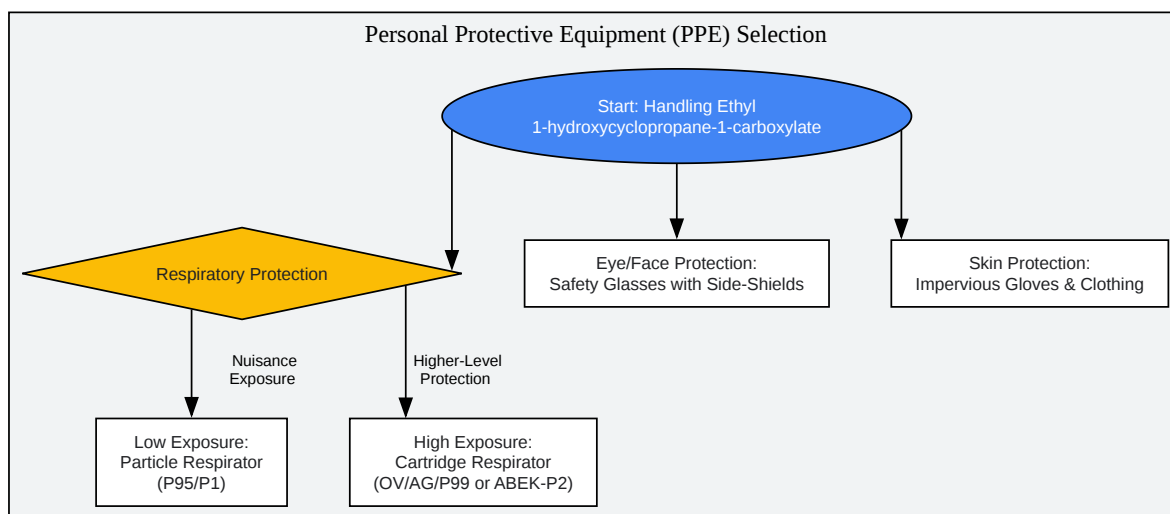 Personal Protective Equipment (PPE) Selection
Start: Handling Ethyl
1-hydroxycyclopropane-1-carboxylate
Respiratory Protection
Eye/Face Protection:
Safety Glasses with Side-Shields
Skin Protection:
Impervious Gloves & Clothing
Nuisance
Exposure
Higher-Level
Protection
Low Exposure:
Particle Respirator
(P95/P1)
High Exposure:
Cartridge Respirator
(OV/AG/P99 or ABEK-P2)